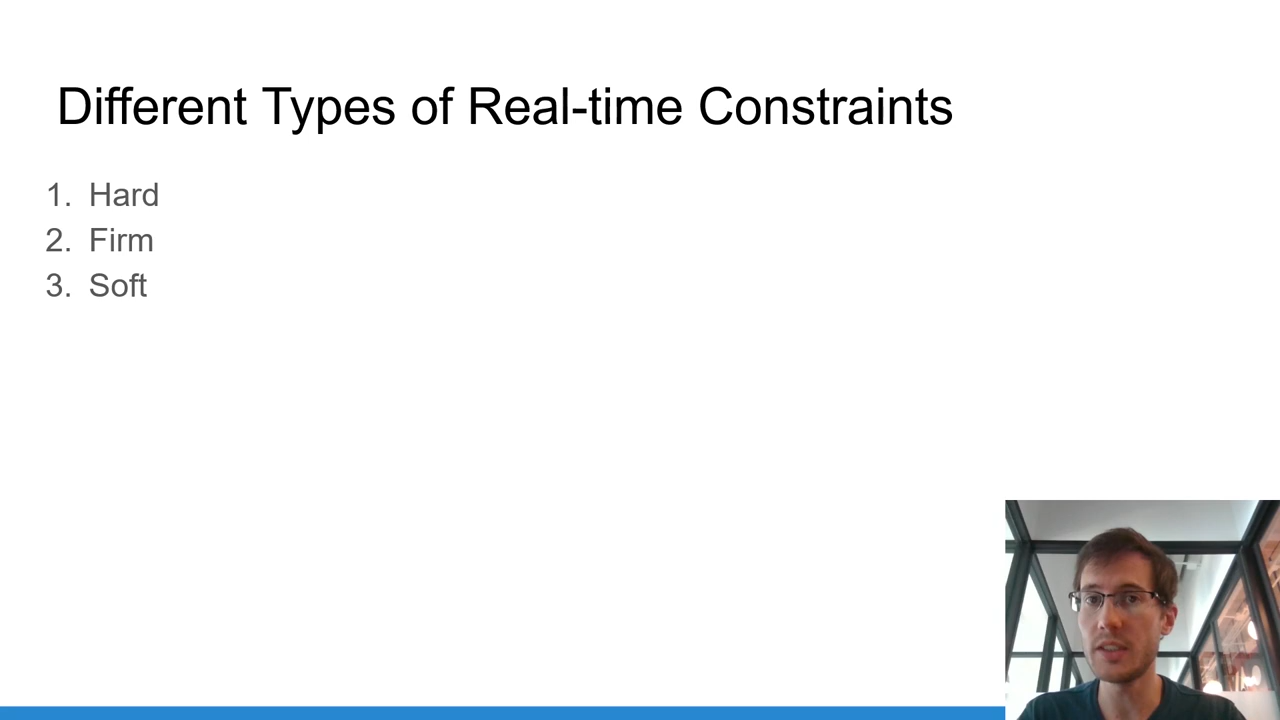 Different Types of Real-time Constraints
1. Hard
2. Firm
3. Soft